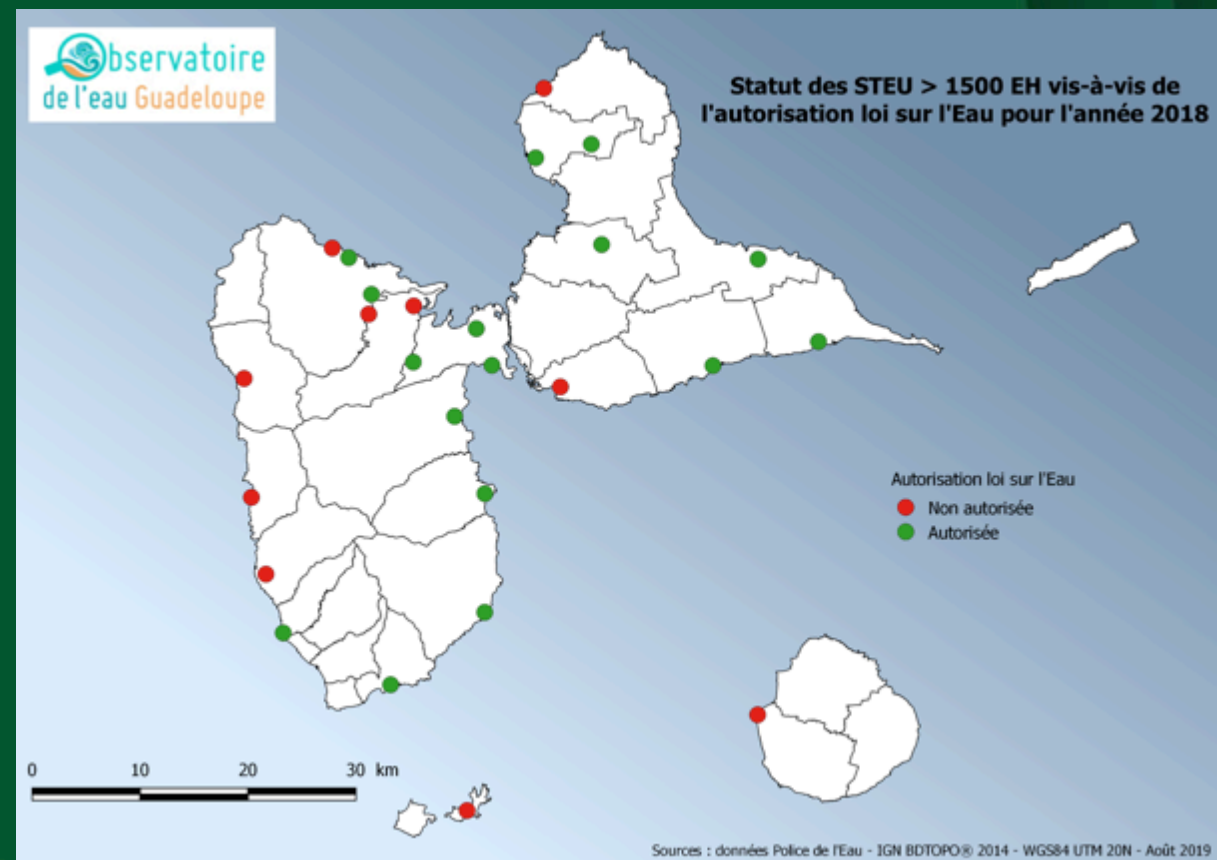 Observatoire
de l'eau Guadeloupe
Statut des STEU > 1500 EH vis-à-vis de
l'autorisation loi sur l'Eau pour l'année 2018
Autorisation loi sur l'Eau
Non autorisée
Autorisée
0 10 20 30 km
Sources : données Police de l'Eau - IGN BDTOPO® 2014 - WGS84 UTM 20N - Août 2019